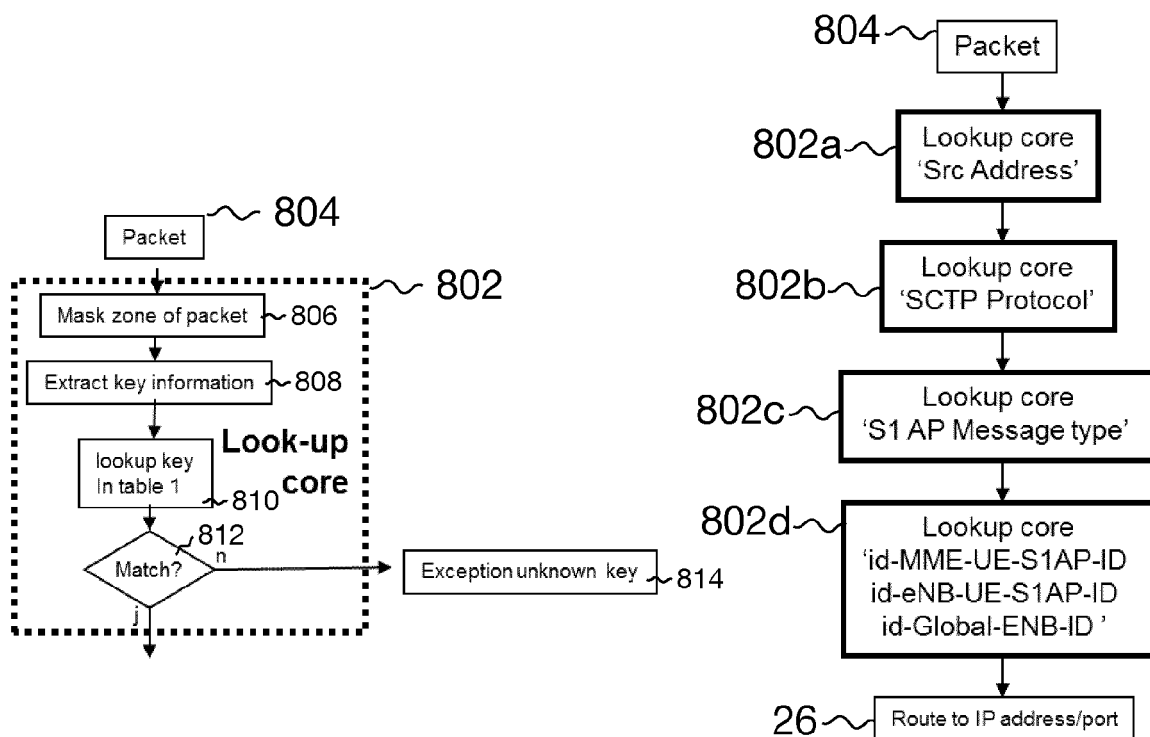 804
Packet
802
Mask zone of packet
806
Extract key information
808
Look-up
core
lookup key
In table 1
810
812
Match?
n
j
Exception unknown key
814
804
Packet
802a
Lookup core
‘Src Address’
802b
Lookup core
‘SCTP Protocol’
802c
Lookup core
‘S1 AP Message type’
802d
Lookup core
‘id-MME-UE-S1AP-ID
id-eNB-UE-S1AP-ID
id-Global-ENB-ID ’
26
Route to IP address/port